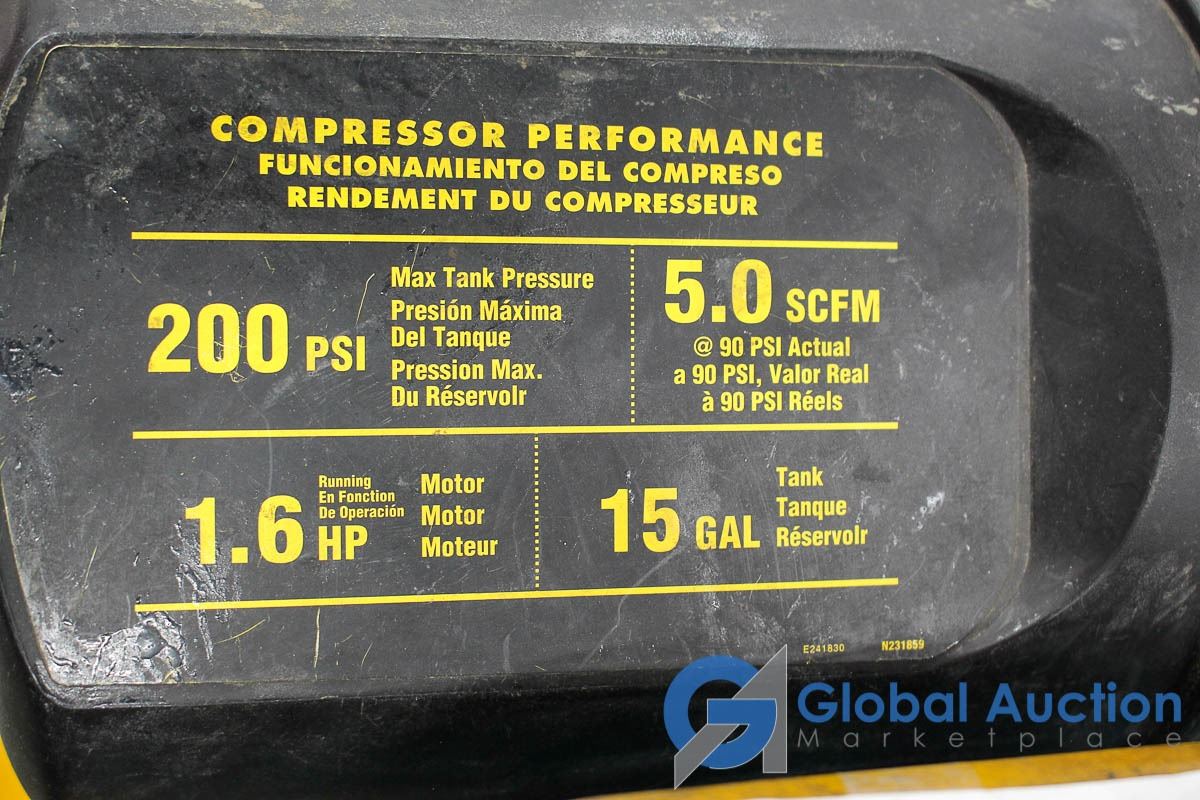 COMPRESSOR PERFORMANCE
FUNCIONAMIENTO DEL COMPRESO
RENDEMENT DU COMPRESSEUR
200 PSI
Max Tank Pressure
Presión Máxima
Del Tanque
Pression Max.
Du Réservolr
5.0 SCFM
@ 90 PSI Actual
a 90 PSI, Valor Real
à 90 PSI Réels
1.6 HP
Running
En Fonction
De Operación
Motor
Motor
Moteur
15 GAL
Tank
Tanque
Réservolr
E241830 N231859
Global Auction
Marketplace